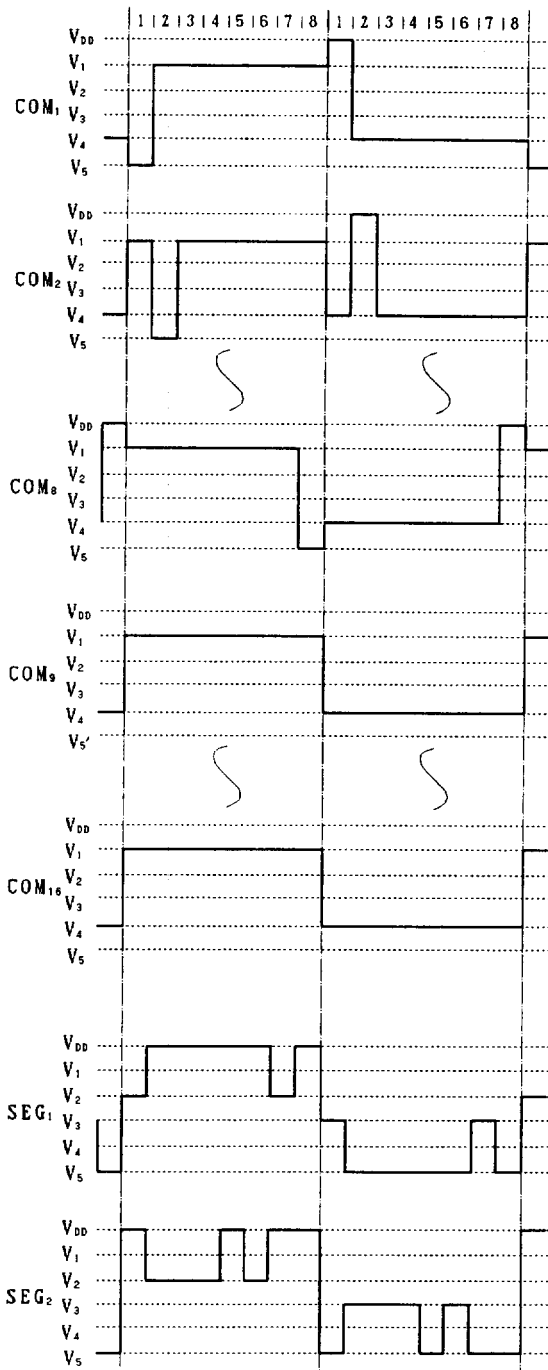 1 | 2 | 3 | 4 | 5 | 6 | 7 | 8 | 1 | 2 | 3 | 4 | 5 | 6 | 7 | 8
VDD
V1
V2
COM1
V3
V4
V5
VDD
V1
V2
COM2
V3
V4
V5
VDD
V1
V2
COM8
V3
V4
V5
VDD
V1
V2
COM9
V3
V4
V5'
VDD
V1
V2
COM16
V3
V4
V5
VDD
V1
V2
SEG1
V3
V4
V5
VDD
V1
V2
SEG2
V3
V4
V5